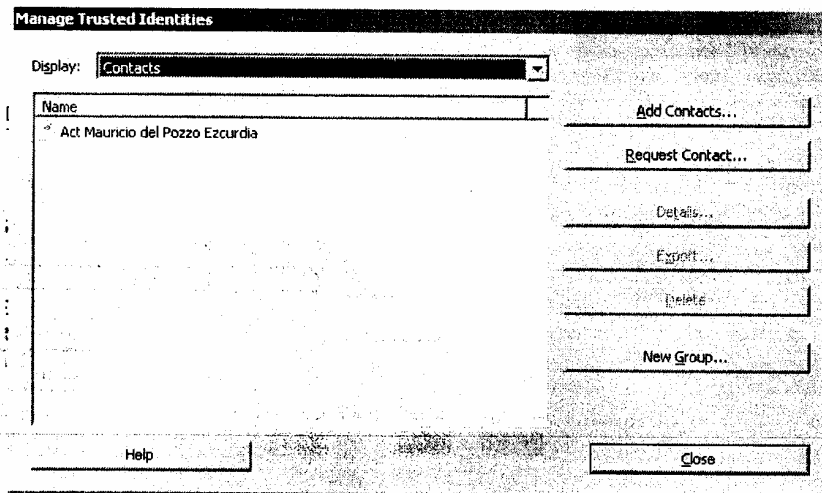 Manage Trusted Identities
Display: Contacts
Name
Act Mauricio del Pozzo Ezcurdia
Add Contacts...
Request Contact...
Details...
Export...
Delete
New Group...
Help
Close